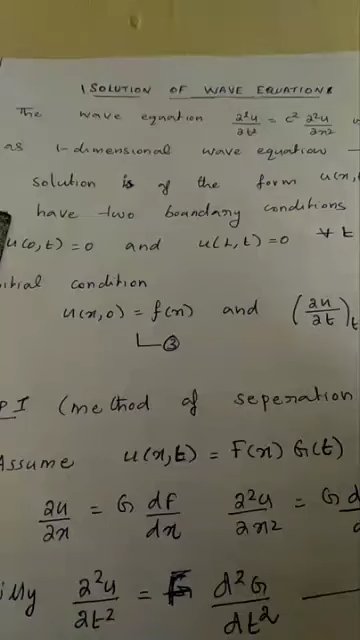 SOLUTION OF WAVE EQUATION
The wave equation ∂²u/∂t² = c² ∂²u/∂x²
as 1-dimensional wave equation
solution is of the form u(x,
have two boundary conditions
u(0,t)=0 and u(L,t)=0 ∀ t
itial condition
u(x,0) = f(x) and (∂u/∂t)t
③
P I (method of seperation
Assume u(x,t) = F(x) G(t)
∂u/∂x = G dF/dx ∂²u/∂x² = G d
illy ∂²u/∂t² = F d²G/dt²